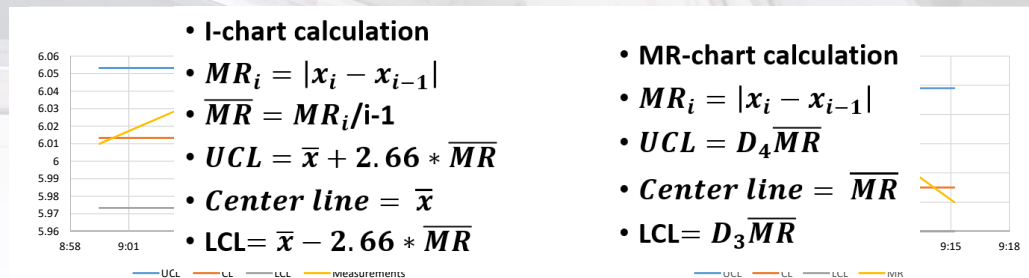 • I-chart calculation
• MRᵢ = |xᵢ − xᵢ₋₁|
• M̅R̅ = MRᵢ/i-1
• UCL = x̅ + 2.66 * M̅R̅
• Center line = x̅
• LCL= x̅ − 2.66 * M̅R̅
6.06
6.05
6.04
6.03
6.02
6.01
6
5.99
5.98
5.97
5.96
8:58 9:01
UCL CL LCL Measurements
• MR-chart calculation
• MRᵢ = |xᵢ − xᵢ₋₁|
• UCL = D₄M̅R̅
• Center line = M̅R̅
• LCL= D₃M̅R̅
9:15 9:18
UCL CL LCL MR